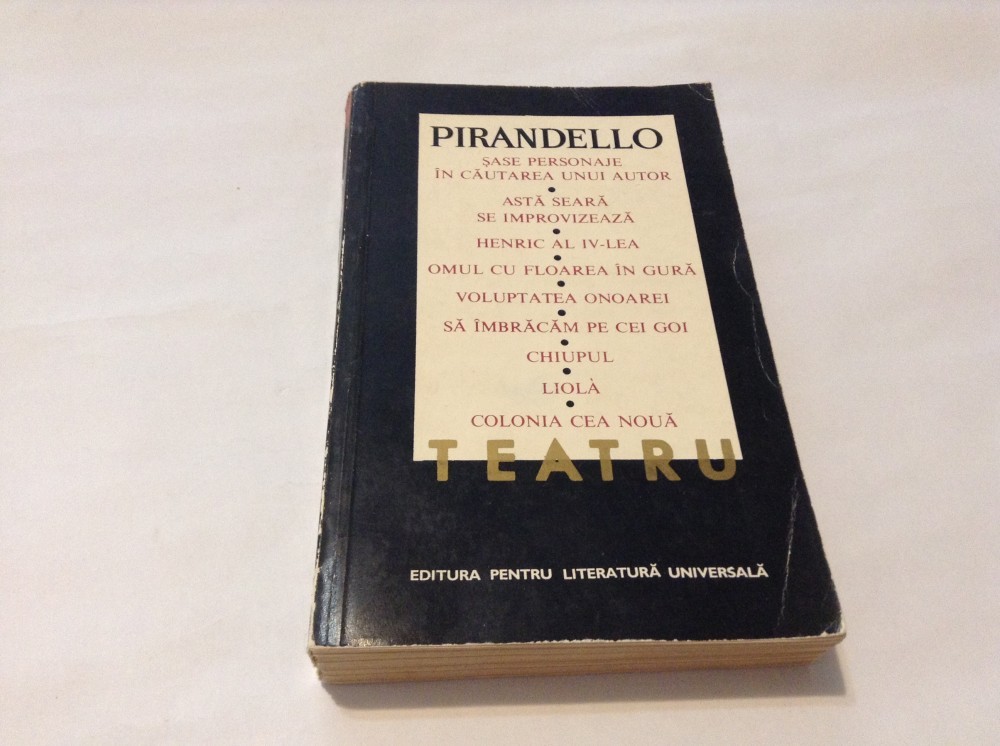 PIRANDELLO
ȘASE PERSONAJE
ÎN CĂUTAREA UNUI AUTOR
ASTĂ SEARĂ
SE IMPROVIZEAZĂ
HENRIC AL IV-LEA
OMUL CU FLOAREA ÎN GURĂ
VOLUPTATEA ONOAREI
SĂ ÎMBRĂCĂM PE CEI GOI
CHIUPUL
LIOLÀ
COLONIA CEA NOUĂ
TEATRU
EDITURA PENTRU LITERATURĂ UNIVERSALĂ